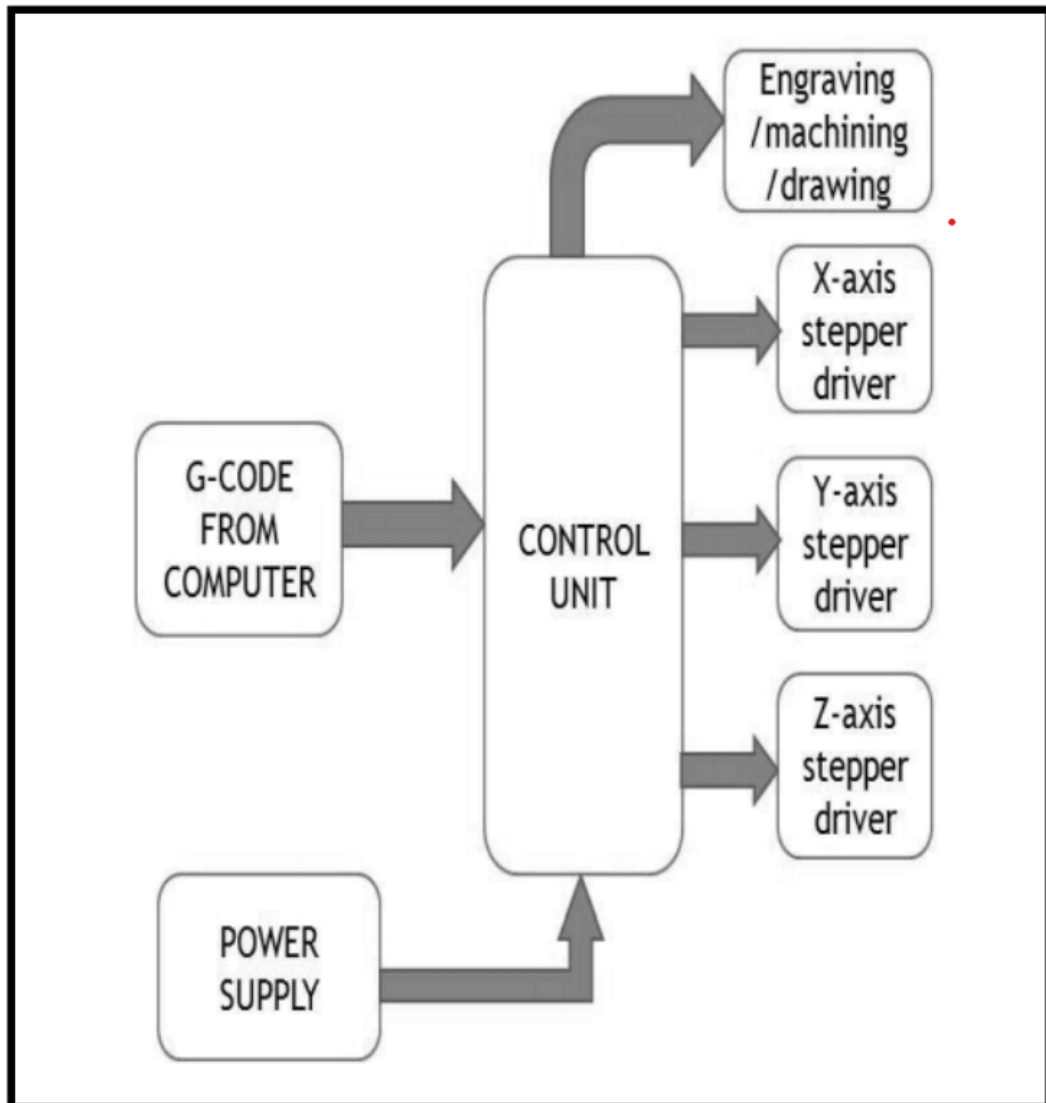 Engraving
/machining
/drawing
X-axis
stepper
driver
G-CODE
FROM
COMPUTER
CONTROL
UNIT
Y-axis
stepper
driver
Z-axis
stepper
driver
POWER
SUPPLY